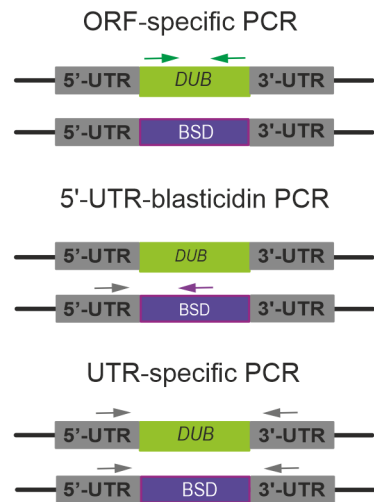 ORF-specific PCR
5'-UTR DUB 3'-UTR
5'-UTR BSD 3'-UTR
5'-UTR-blasticidin PCR
5'-UTR DUB 3'-UTR
5'-UTR BSD 3'-UTR
UTR-specific PCR
5'-UTR DUB 3'-UTR
5'-UTR BSD 3'-UTR